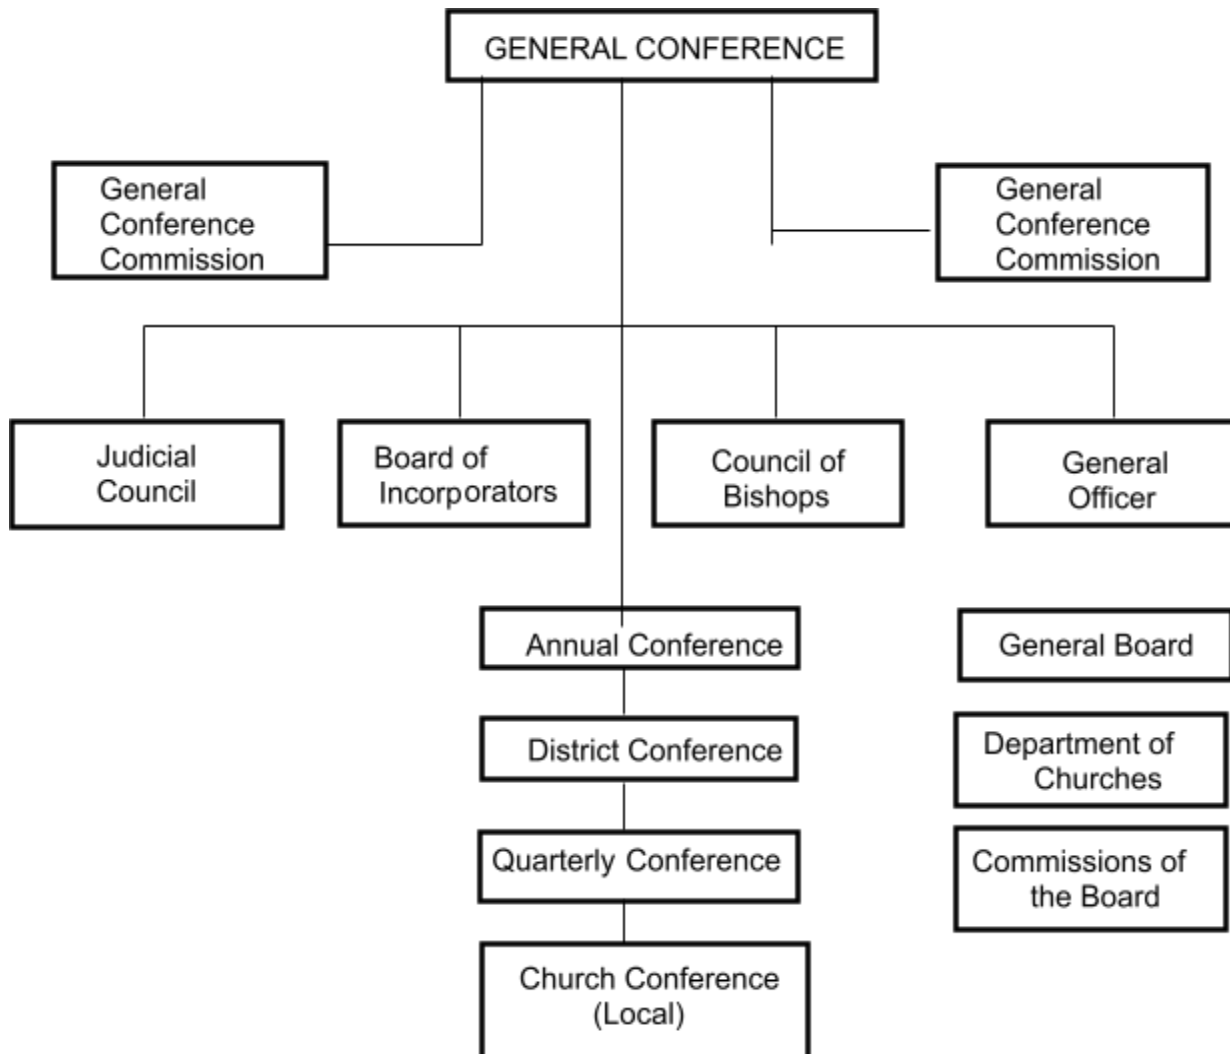 GENERAL CONFERENCE
General
Conference
Commission
General
Conference
Commission
Judicial
Council
Board of
Incorporators
Council of
Bishops
General
Officer
Annual Conference
General Board
District Conference
Department of
Churches
Quarterly Conference
Commissions of
the Board
Church Conference
(Local)